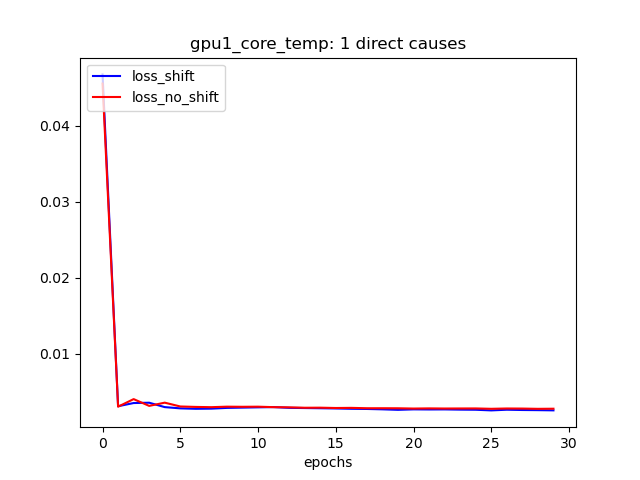 gpu1_core_temp: 1 direct causes
loss_shift
loss_no_shift
0.04
0.03
0.02
0.01
0 5 10 15 20 25 30
epochs